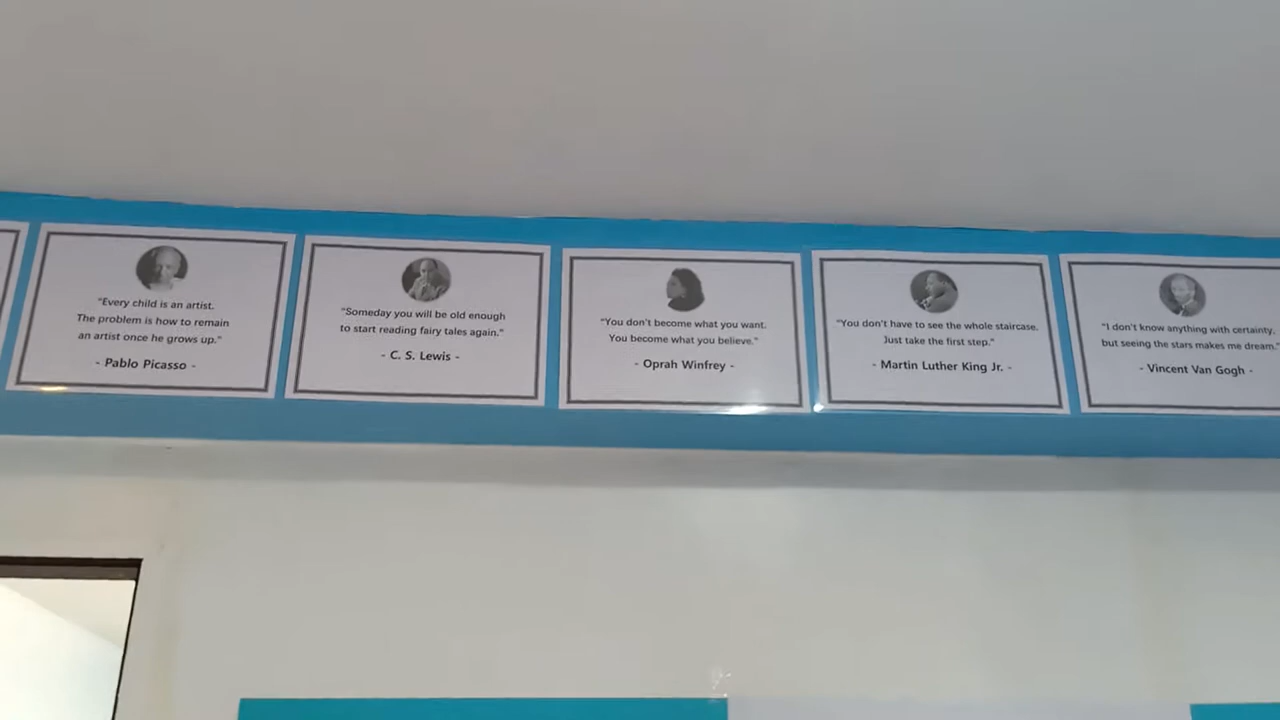 "Every child is an artist.
The problem is how to remain
an artist once he grows up."
- Pablo Picasso -
"Someday you will be old enough
to start reading fairy tales again."
- C. S. Lewis -
"You don't become what you want.
You become what you believe."
- Oprah Winfrey -
"You don't have to see the whole staircase.
Just take the first step."
- Martin Luther King Jr. -
"I don't know anything with certainty,
but seeing the stars makes me dream."
- Vincent Van Gogh -